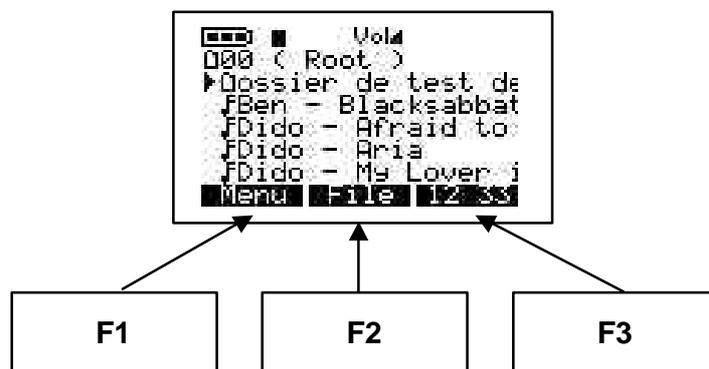 Vol
00 ( Root )
Dossier de test de
Ben - Blacksabbat
Dido - Afraid to
Dido - Aria
Dido - My Lover i
Menu File 12 33
F1 F2 F3